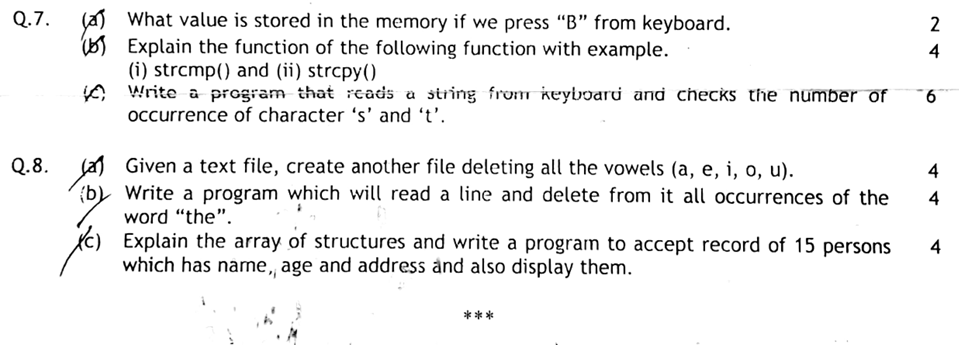 Q.7. (a) What value is stored in the memory if we press “B” from keyboard. 2
(b) Explain the function of the following function with example. 4
(i) strcmp() and (ii) strcpy()
(c) Write a program that reads a string from keyboard and checks the number of 6
occurrence of character ‘s’ and ‘t’.
Q.8. (a) Given a text file, create another file deleting all the vowels (a, e, i, o, u). 4
(b) Write a program which will read a line and delete from it all occurrences of the 4
word “the”.
(c) Explain the array of structures and write a program to accept record of 15 persons 4
which has name, age and address and also display them.
***